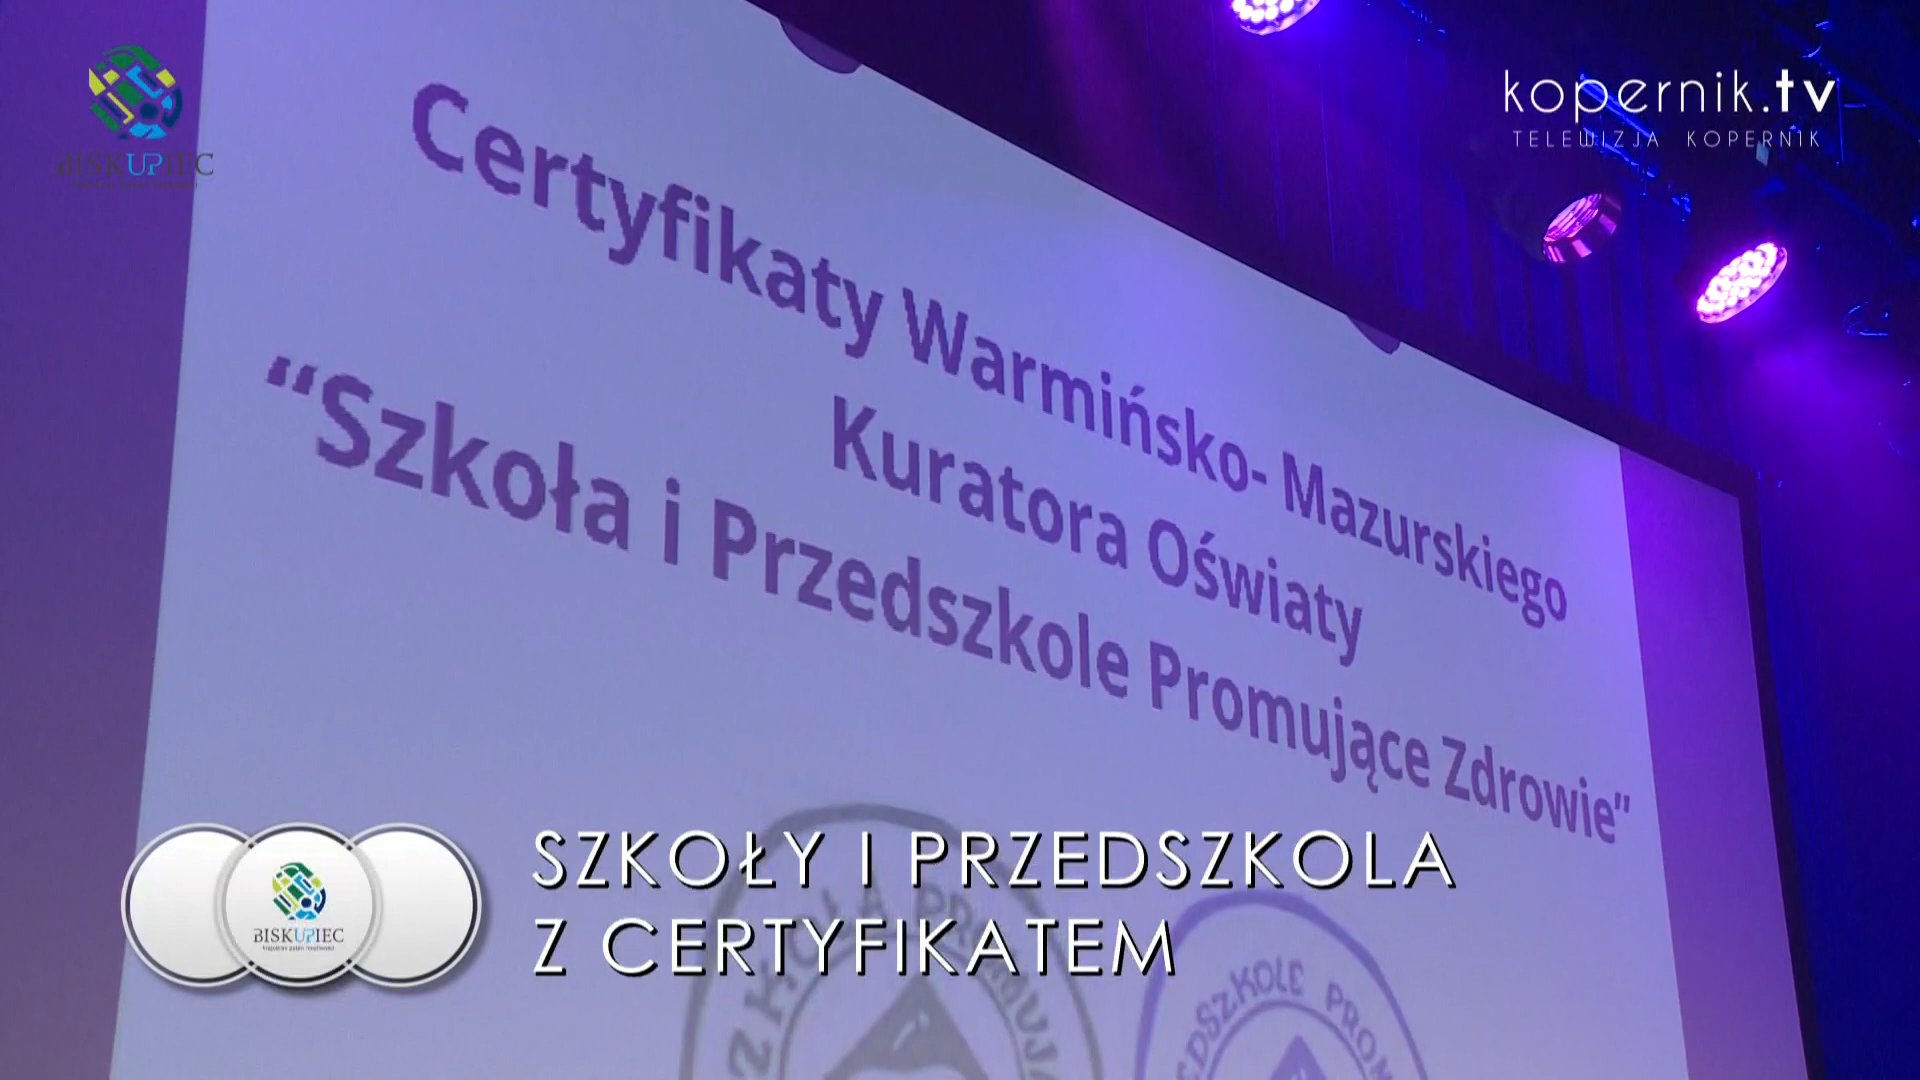 BISKUPIEC
kopernik.tv
TELEWIZJA KOPERNIK
Certyfikaty Warmińsko- Mazurskiego
Kuratora Oświaty
“Szkoła i Przedszkole Promujące Zdrowie”
SZKOŁY I PRZEDSZKOLA
Z CERTYFIKATEM
BISKUPIEC